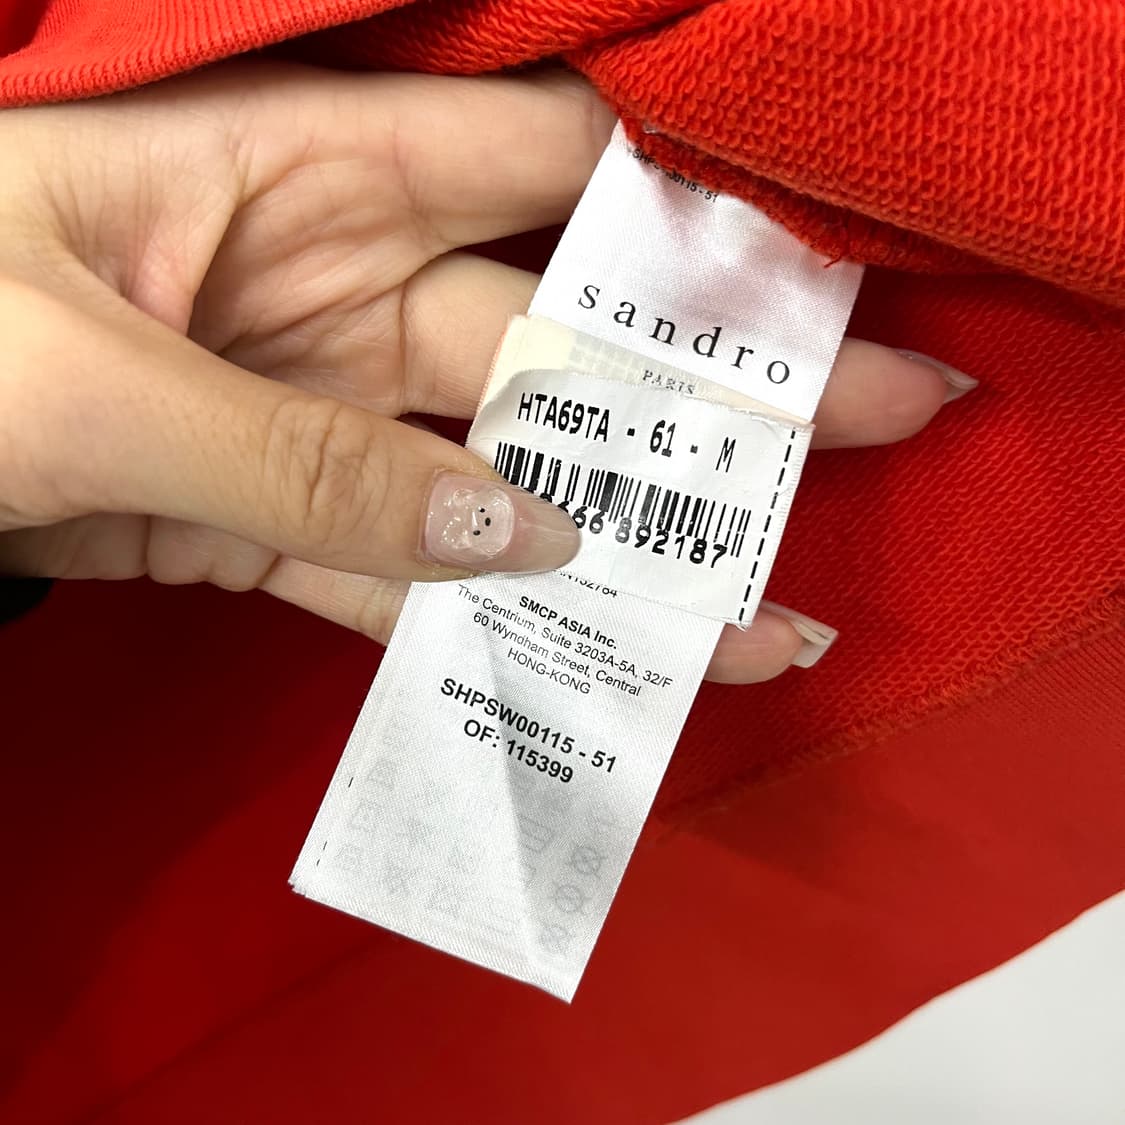 sandro
PARIS
HTA69TA - 61 - M
892187
SMCP ASIA Inc.
The Centrium, Suite 3203A-5A, 32/F
60 Wyndham Street, Central
HONG-KONG
SHPSW00115 - 51
OF: 115399